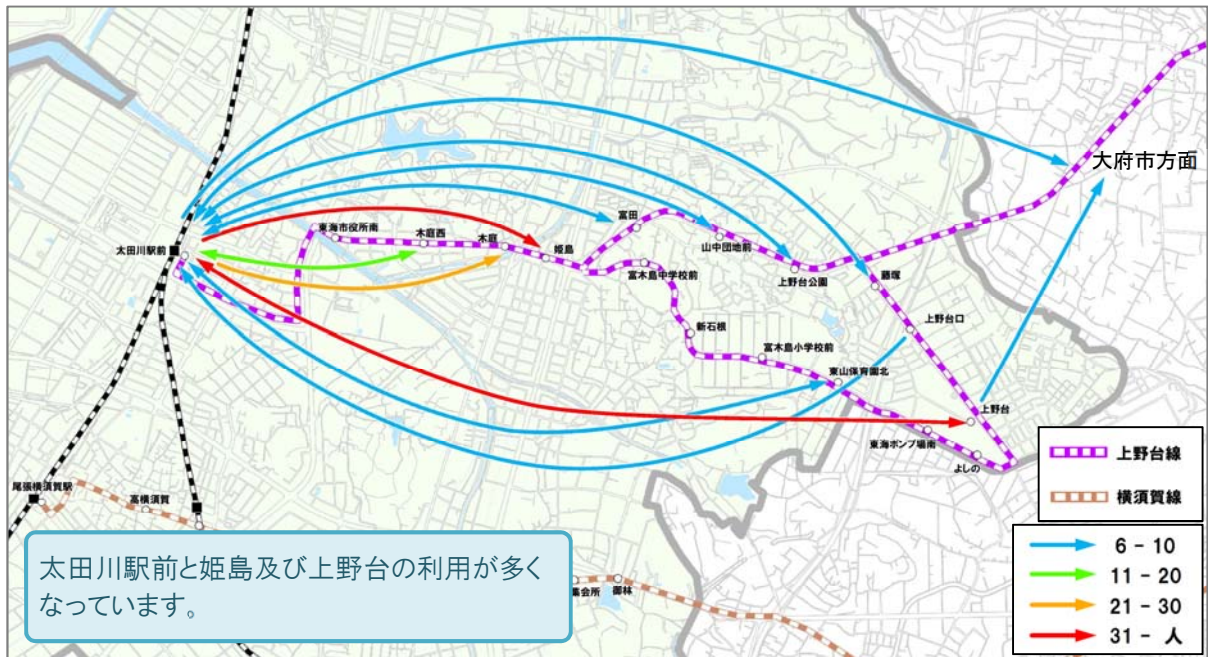 大府市方面
富田
東海市役所南
木庭西
木庭
姫島
山中団地前
太田川駅前
富木島中学校前
上野台公園
藤塚
上野台口
新石根
富木島小学校前
東山保育園北
上野台
東海ポンプ場南
よしの
上野台線
尾張横須賀駅
高横須賀
横須賀線
太田川駅前と姫島及び上野台の利用が多く
なっています。
集会所
御林
6 - 10
11 - 20
21 - 30
31 - 人